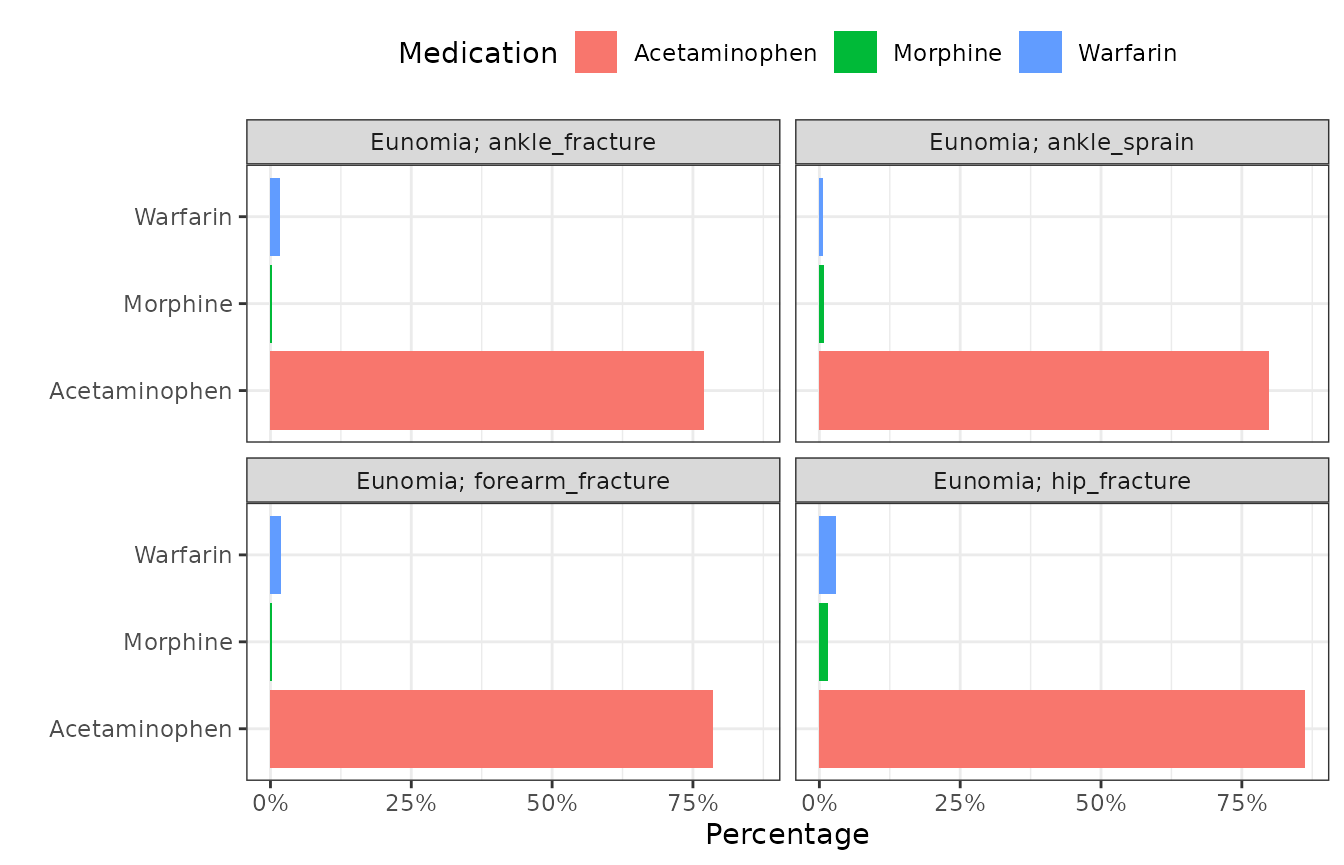 Medication Acetaminophen Morphine Warfarin
Eunomia; ankle_fracture
Eunomia; ankle_sprain
Warfarin
Morphine
Acetaminophen
Eunomia; forearm_fracture
Eunomia; hip_fracture
Warfarin
Morphine
Acetaminophen
0% 25% 50% 75%
0% 25% 50% 75%
Percentage